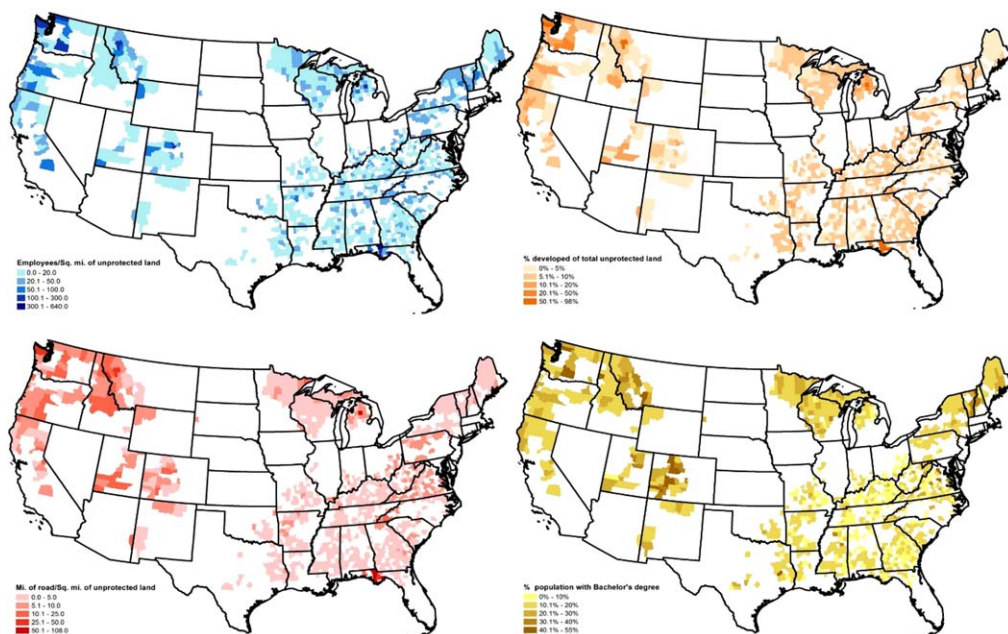 Employees/Sq. mi. of unprotected land
0.0 - 20.0
20.1 - 50.0
50.1 - 100.0
100.1 - 300.0
300.1 - 640.0
% developed of total unprotected land
0% - 5%
5.1% - 10%
10.1% - 20%
20.1% - 50%
50.1% - 98%
Mi. of road/Sq. mi. of unprotected land
0.0 - 5.0
5.1 - 10.0
10.1 - 25.0
25.1 - 50.0
50.1 - 108.0
% population with Bachelor's degree
0% - 10%
10.1% - 20%
20.1% - 30%
30.1% - 40%
40.1% - 55%